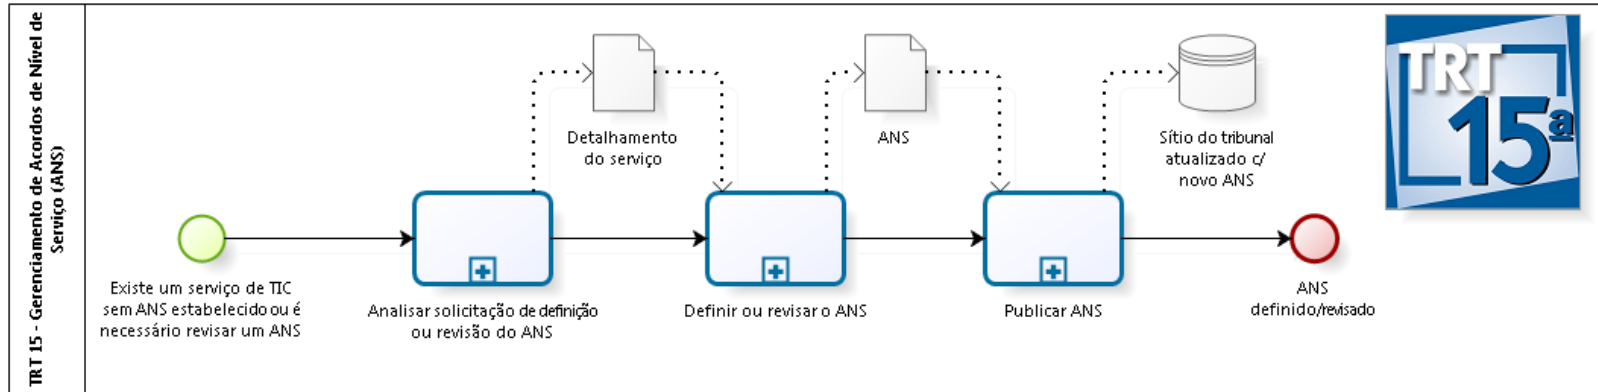 TRT 15 - Gerenciamento de Acordos de Nível de
Serviço (ANS)
Detalhamento
do serviço
ANS
Sítio do tribunal
atualizado c/
novo ANS
TRT
15ª
Existe um serviço de TIC
sem ANS estabelecido ou é
necessário revisar um ANS
Analisar solicitação de definição
ou revisão do ANS
Definir ou revisar o ANS
Publicar ANS
ANS
definido/revisado